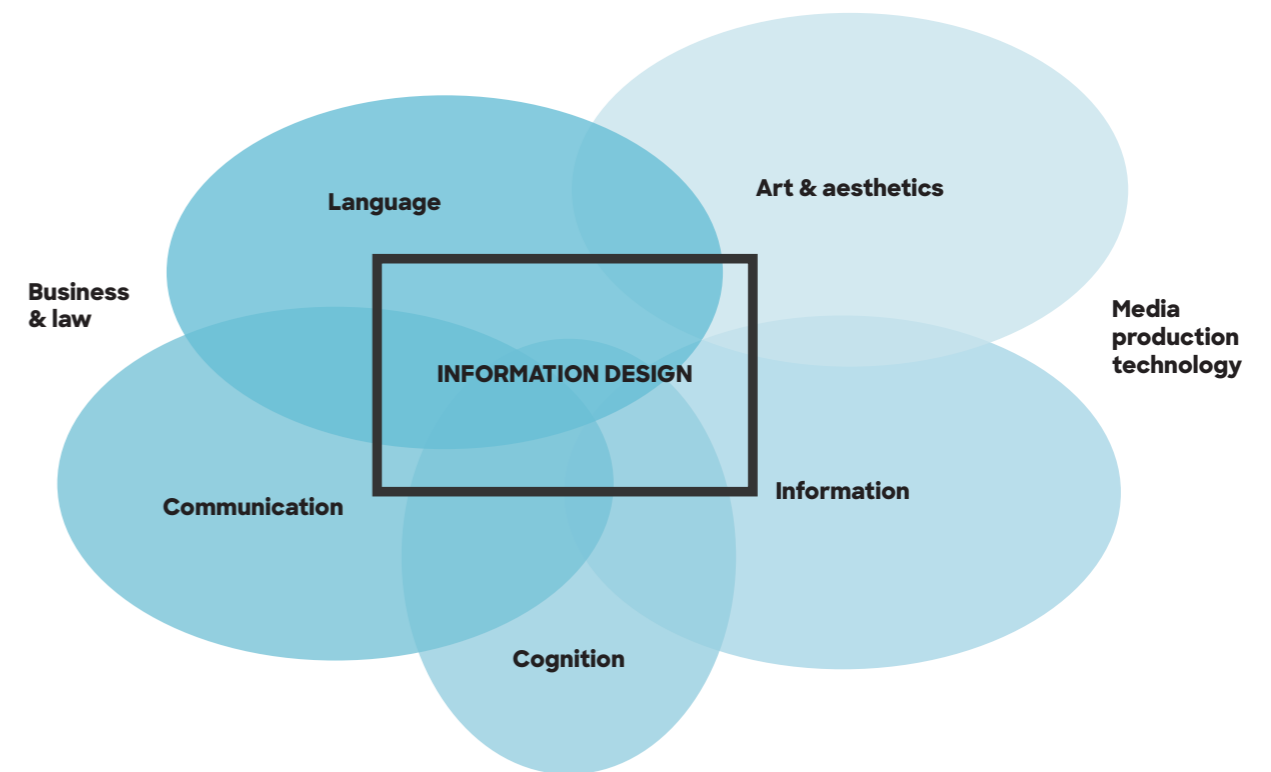 Language
Art & aesthetics
Business
& law
Media
production
technology
INFORMATION DESIGN
Communication
Information
Cognition